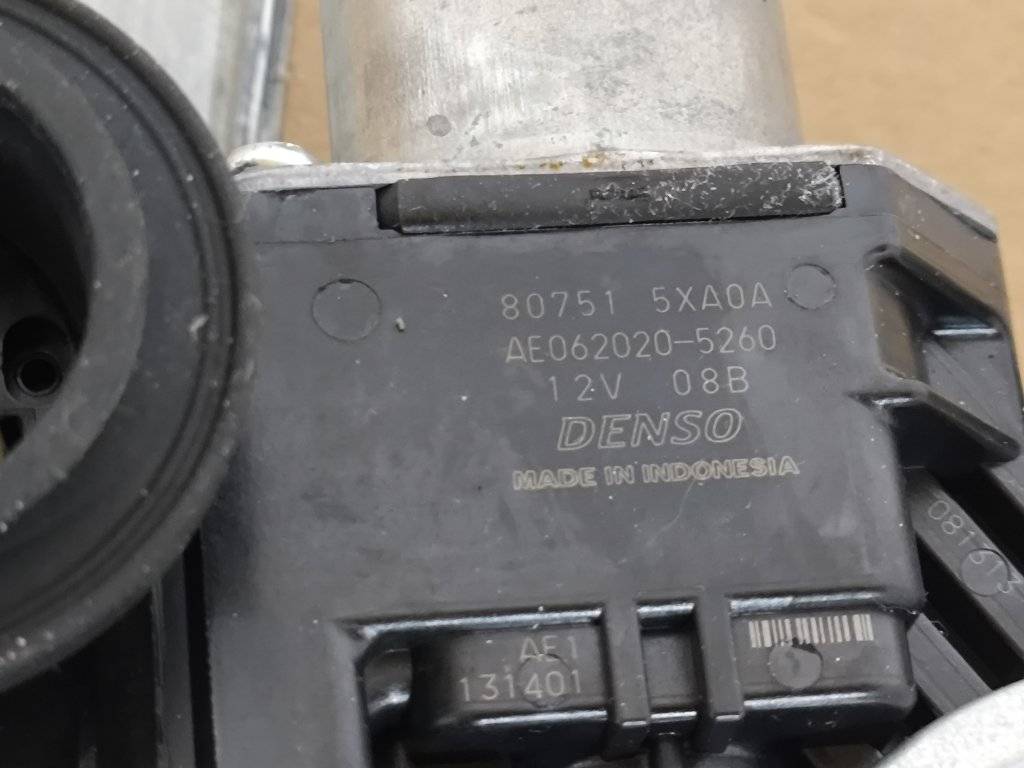 80751 5XA0A
AE062020-5260
12V 08B
DENSO
MADE IN INDONESIA
AE1
131401